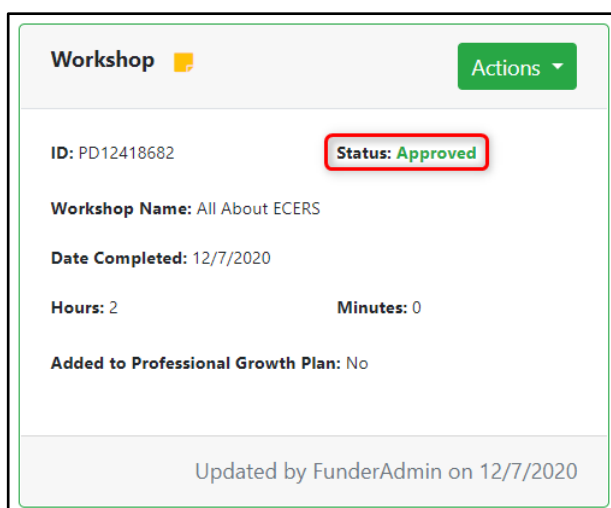 Workshop
Actions
ID: PD12418682 Status: Approved
Workshop Name: All About ECERS
Date Completed: 12/7/2020
Hours: 2 Minutes: 0
Added to Professional Growth Plan: No
Updated by FunderAdmin on 12/7/2020